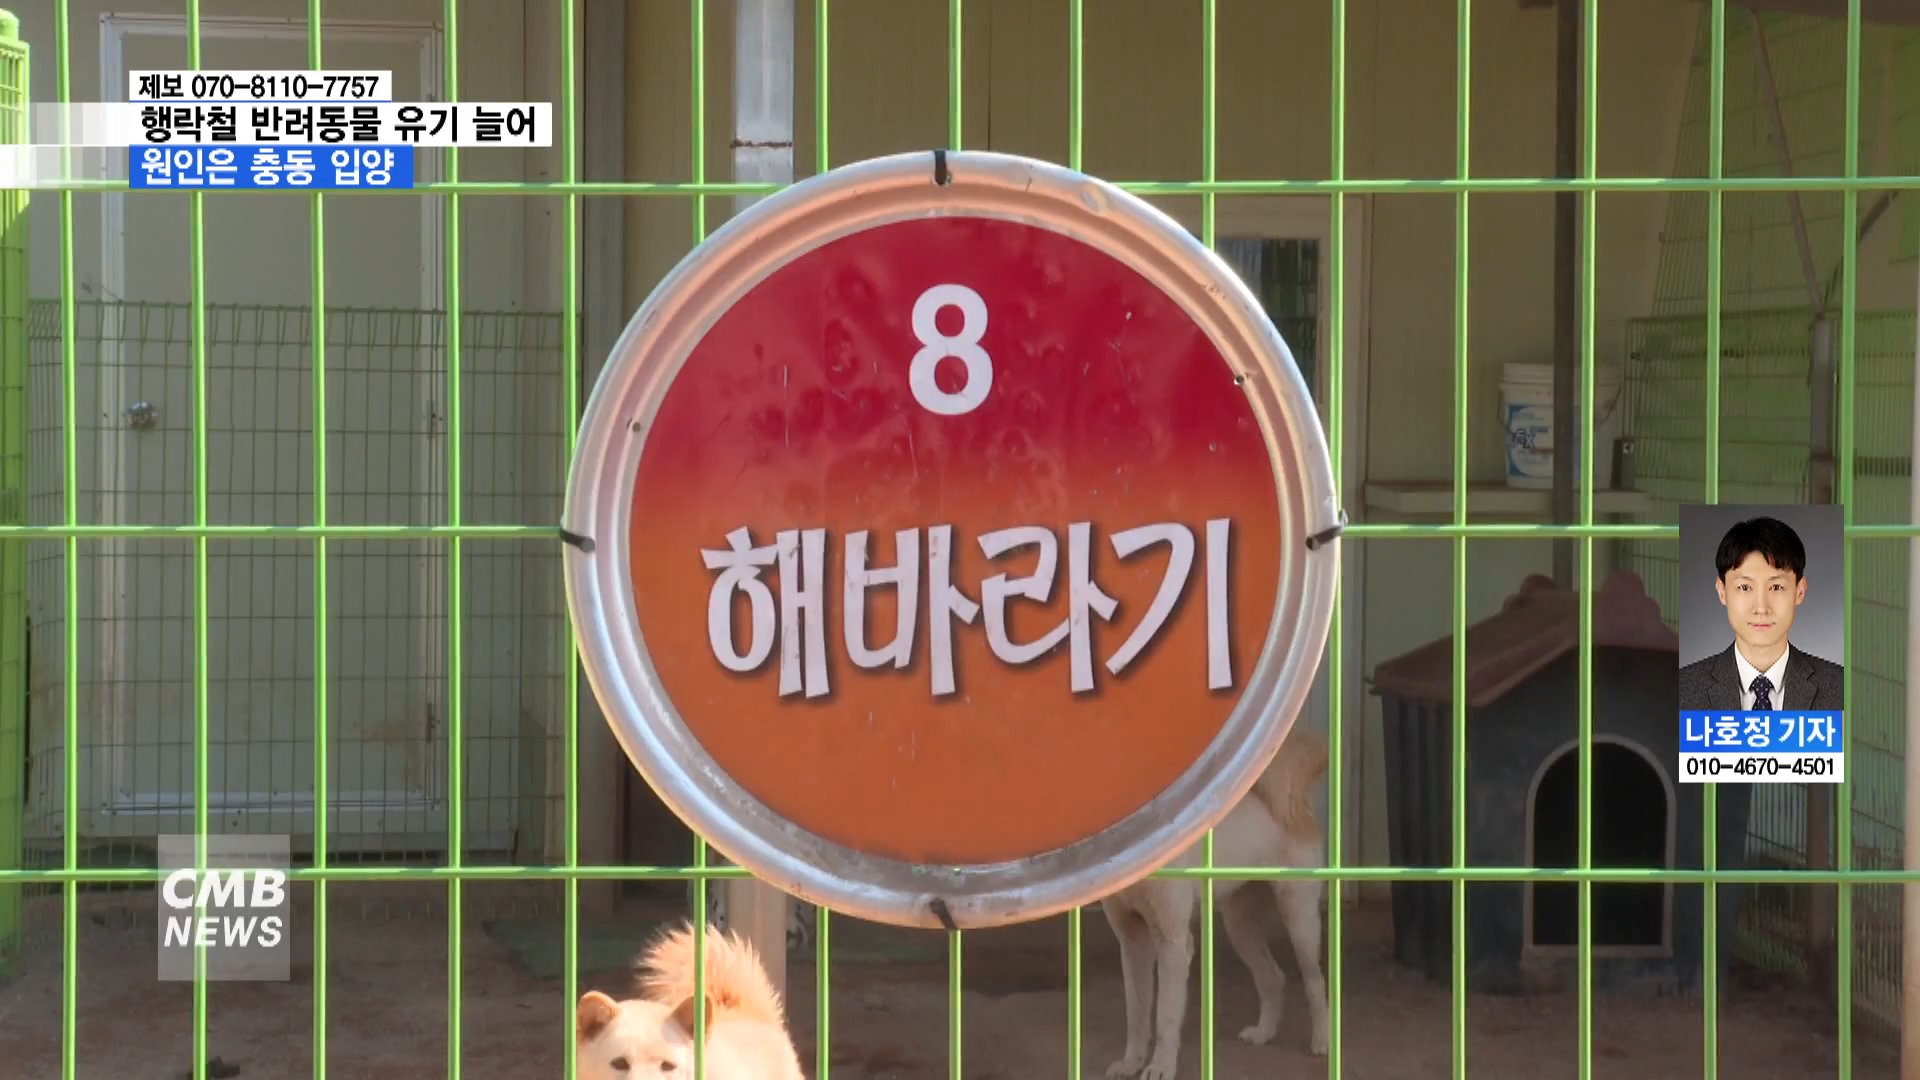 제보 070-8110-7757
행락철 반려동물 유기 늘어
원인은 충동 입양
8
해바라기
나호정 기자
010-4670-4501
CMB
NEWS